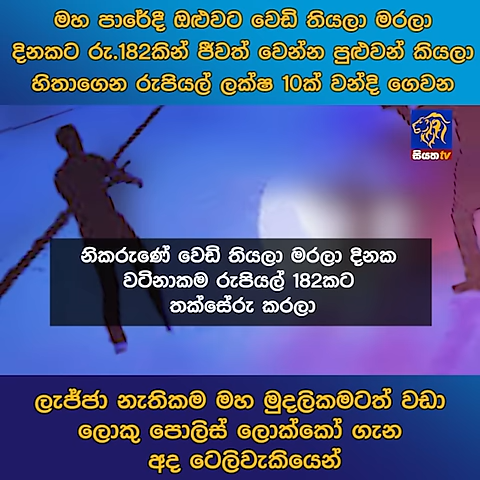 මහ පාරේදී ඔළුවට වෙඩි තියලා මරලා
දිනකට රු.182කින් ජීවත් වෙන්න පුළුවන් කියලා
හිතාගෙන රුපියල් ලක්ෂ 10ක් වන්දි ගෙවන
සියත tv
නිකරුණේ වෙඩි තියලා මරලා දිනක
වටිනාකම රුපියල් 182කට
තක්සේරු කරලා
ලැජ්ජා නැතිකම මහ මුදලිකමටත් වඩා
ලොකු පොලිස් ලොක්කෝ ගැන
අද ටෙලිවැකියෙන්